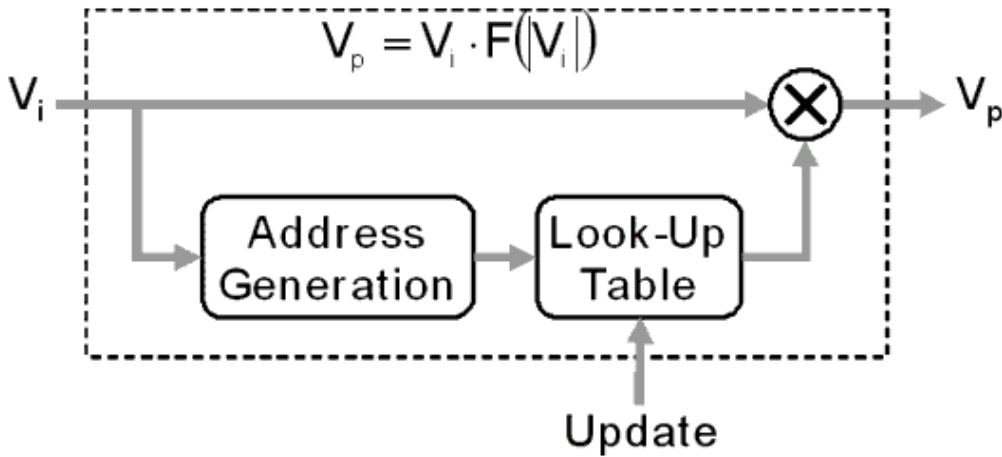 V_p = V_i · F(|V_i|)
V_i
V_p
Address
Generation
Look-Up
Table
Update